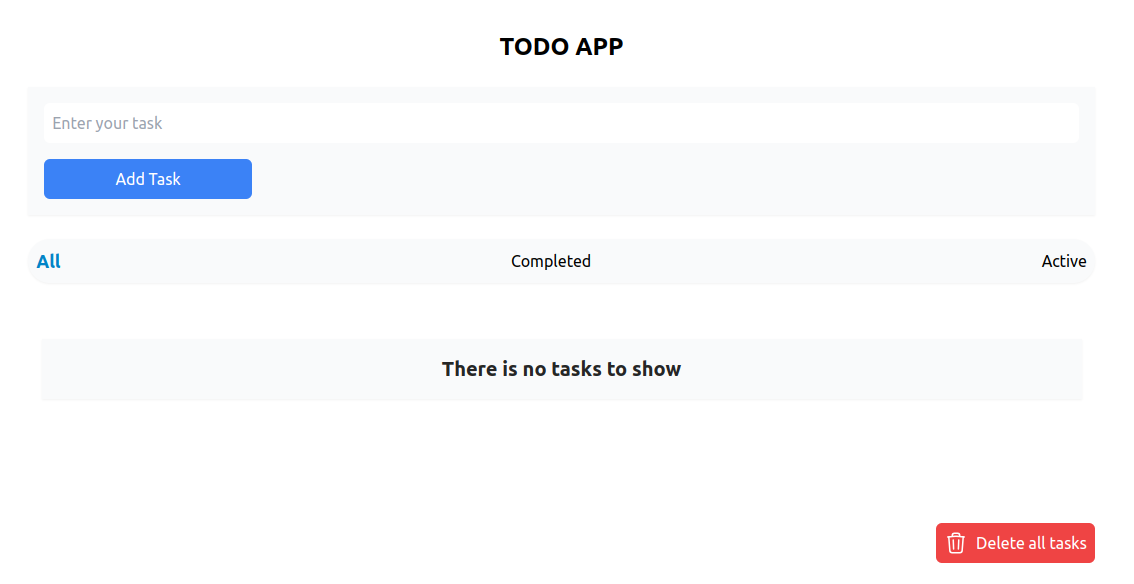 TODO APP
Enter your task
Add Task
All Completed Active
There is no tasks to show
Delete all tasks